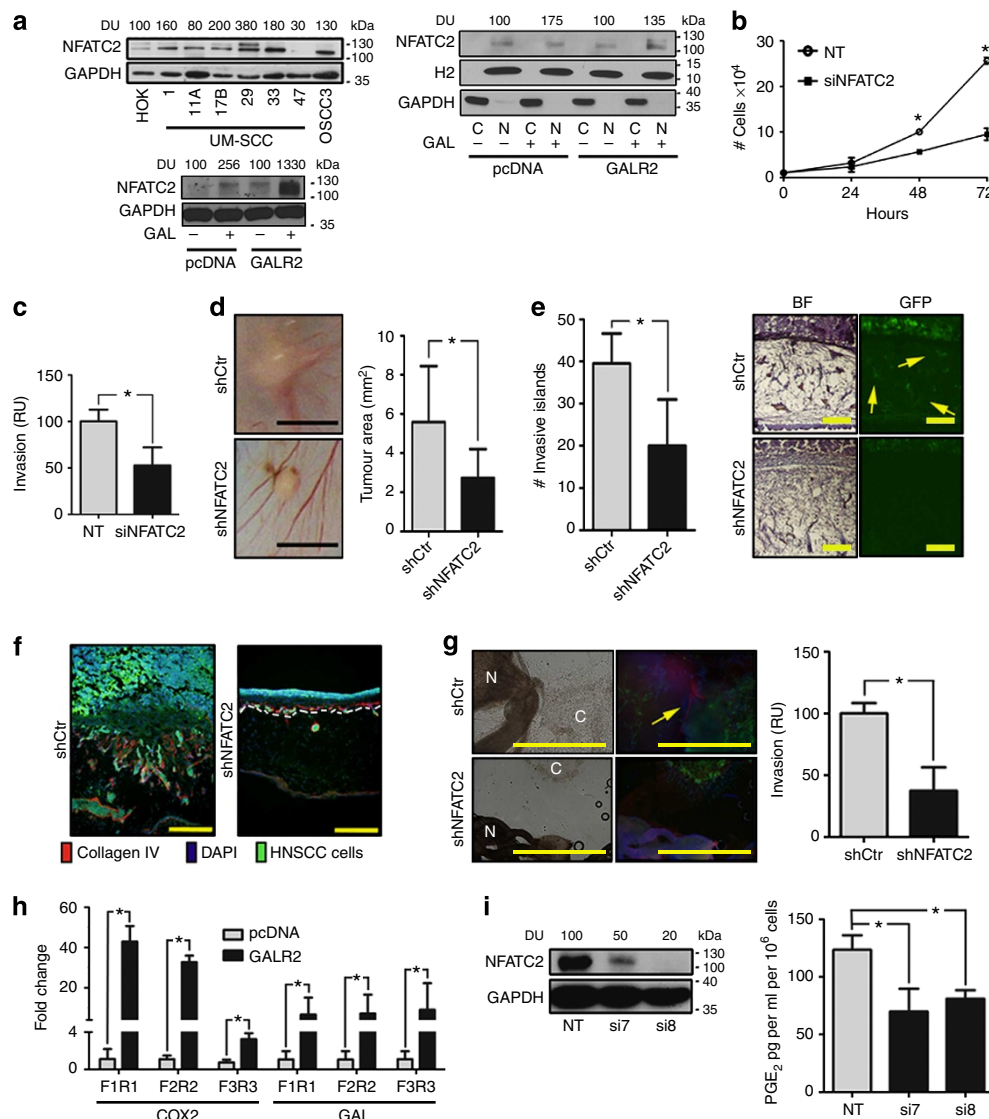 a
DU 100 160 80 200 380 180 30 130 kDa
NFATC2
130
100
GAPDH
35
HOK 1 11A 17B 29 33 47 OSCC3
UM-SCC
DU 100 256 100 1330 kDa
NFATC2
130
100
GAPDH
35
GAL – + – +
pcDNA GALR2
DU 100 175 100 135 kDa
NFATC2
130
100
H2
15
10
GAPDH
40
35
C N C N C N C N
GAL – – + + – – + +
pcDNA GALR2
b
# Cells ×10⁴
30
20
10
0
NT
siNFATC2
*
*
0 24 48 72
Hours
c
Invasion (RU)
150
100
50
0
*
NT siNFATC2
d
shCtr
shNFATC2
Tumour area (mm²)
10
8
6
4
2
0
*
shCtr
shNFATC2
e
# Invasive islands
50
40
30
20
10
0
*
shCtr
shNFATC2
BF GFP
shCtr
shNFATC2
f
shCtr
shNFATC2
Collagen IV DAPI HNSCC cells
g
shCtr
shNFATC2
N
C
C
N
Invasion (RU)
150
100
50
0
*
shCtr shNFATC2
h
Fold change
60
40
20
4
0
pcDNA
GALR2
* * * * * *
F1R1 F2R2 F3R3 F1R1 F2R2 F3R3
COX2 GAL
i
DU 100 50 20 kDa
NFATC2
130
100
40
GAPDH
35
NT si7 si8
PGE₂ pg per ml per 10⁶ cells
150
100
50
0
*
*
NT si7 si8